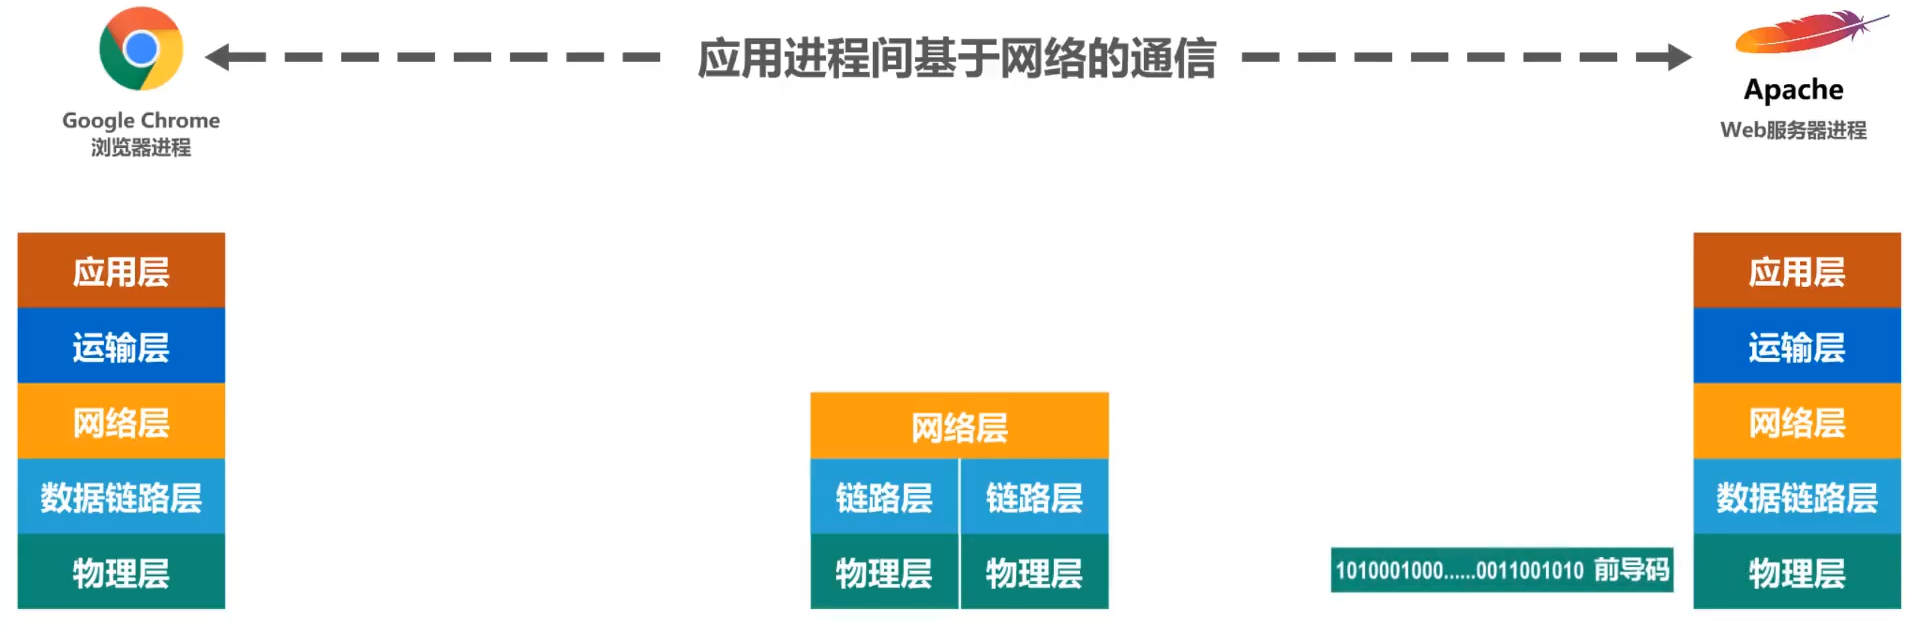 应用进程间基于网络的通信
Google Chrome
浏览器进程
Apache
Web服务器进程
应用层
运输层
网络层
数据链路层
物理层
网络层
链路层 链路层
物理层 物理层
1010001000......0011001010 前导码
应用层
运输层
网络层
数据链路层
物理层